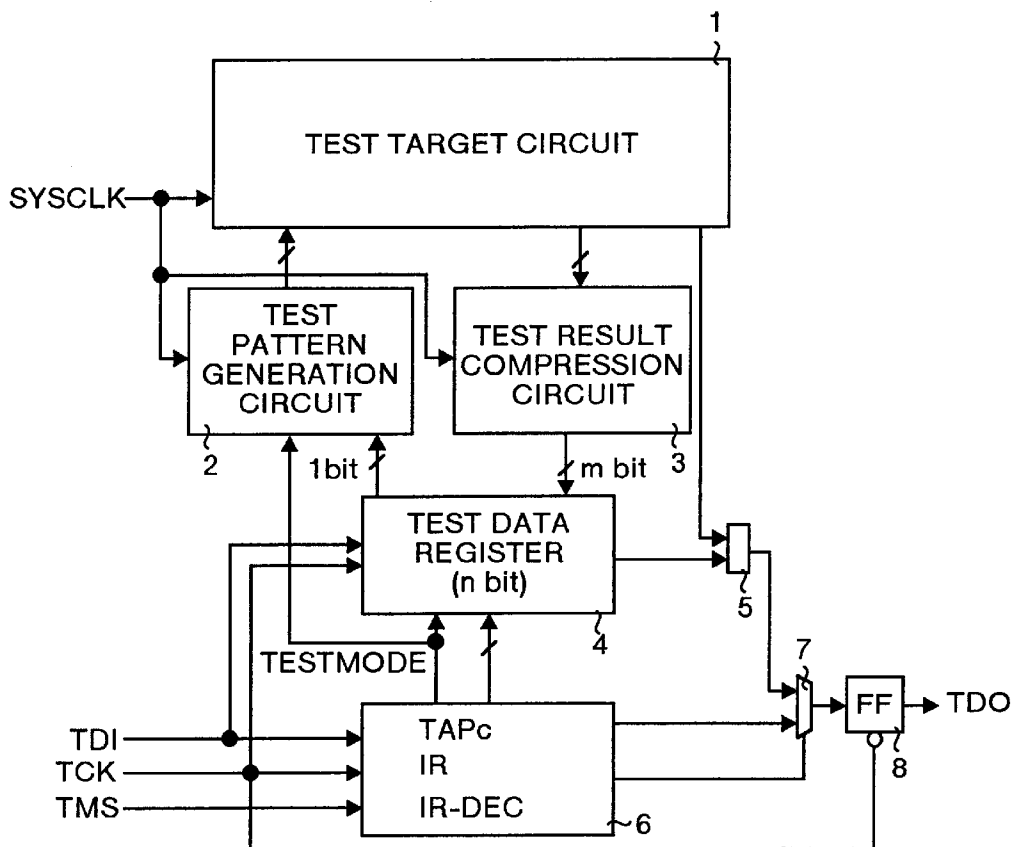 1
TEST TARGET CIRCUIT
SYSCLK
TEST
PATTERN
GENERATION
CIRCUIT
TEST RESULT
COMPRESSION
CIRCUIT
2
3
1bit
m bit
TEST DATA
REGISTER
(n bit)
5
4
7
TESTMODE
TAPc
IR
IR-DEC
FF
TDO
TDI
TCK
TMS
8
6